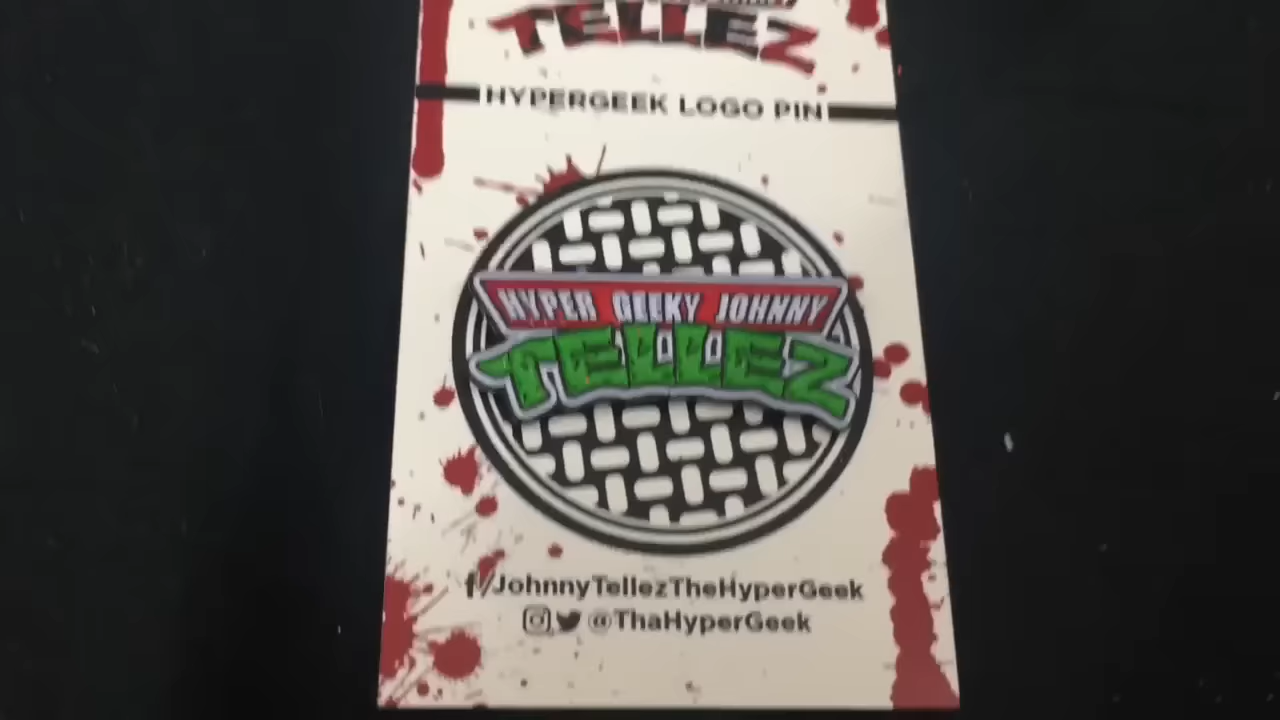 TELLEZ
HYPERGEEK LOGO PIN
HYPER GEEKY JOHNNY
TELLEZ
f/JohnnyTellezTheHyperGeek
@ThaHyperGeek